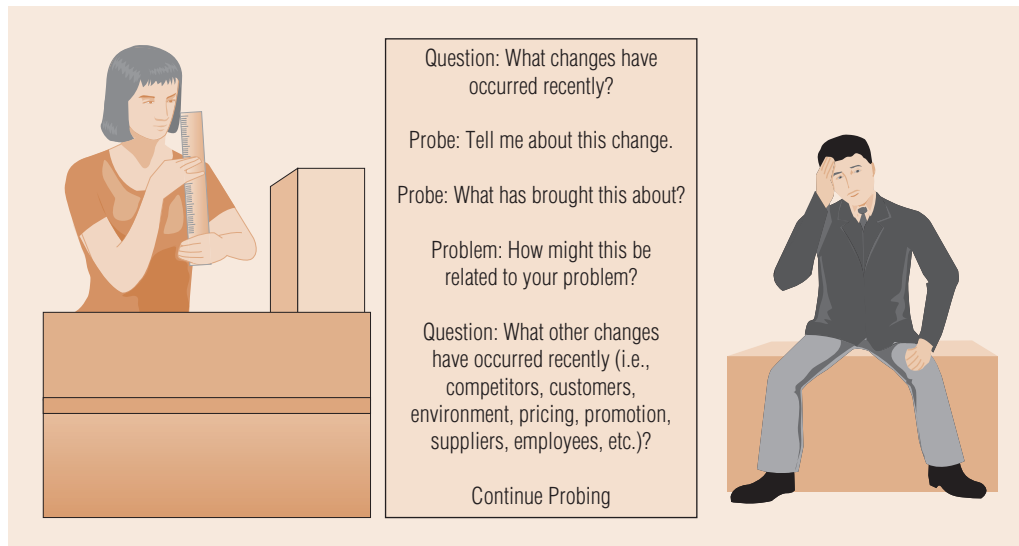 Question: What changes have
occurred recently?
Probe: Tell me about this change.
Probe: What has brought this about?
Problem: How might this be
related to your problem?
Question: What other changes
have occurred recently (i.e.,
competitors, customers,
environment, pricing, promotion,
suppliers, employees, etc.)?
Continue Probing